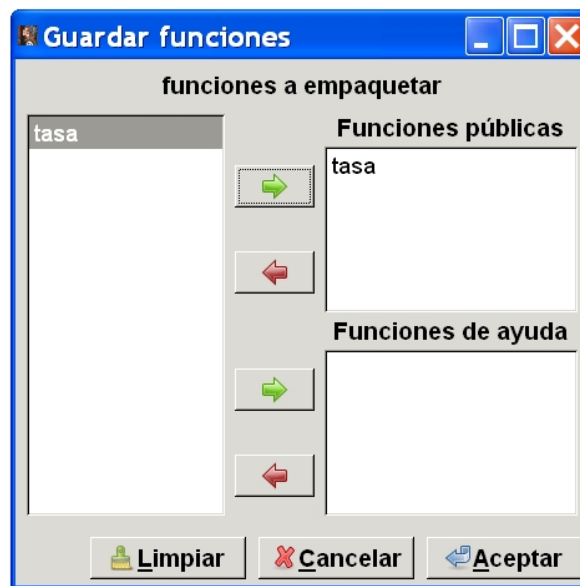 Guardar funciones
funciones a empaquetar
tasa
Funciones públicas
tasa
Funciones de ayuda
Limpiar
Cancelar
Aceptar